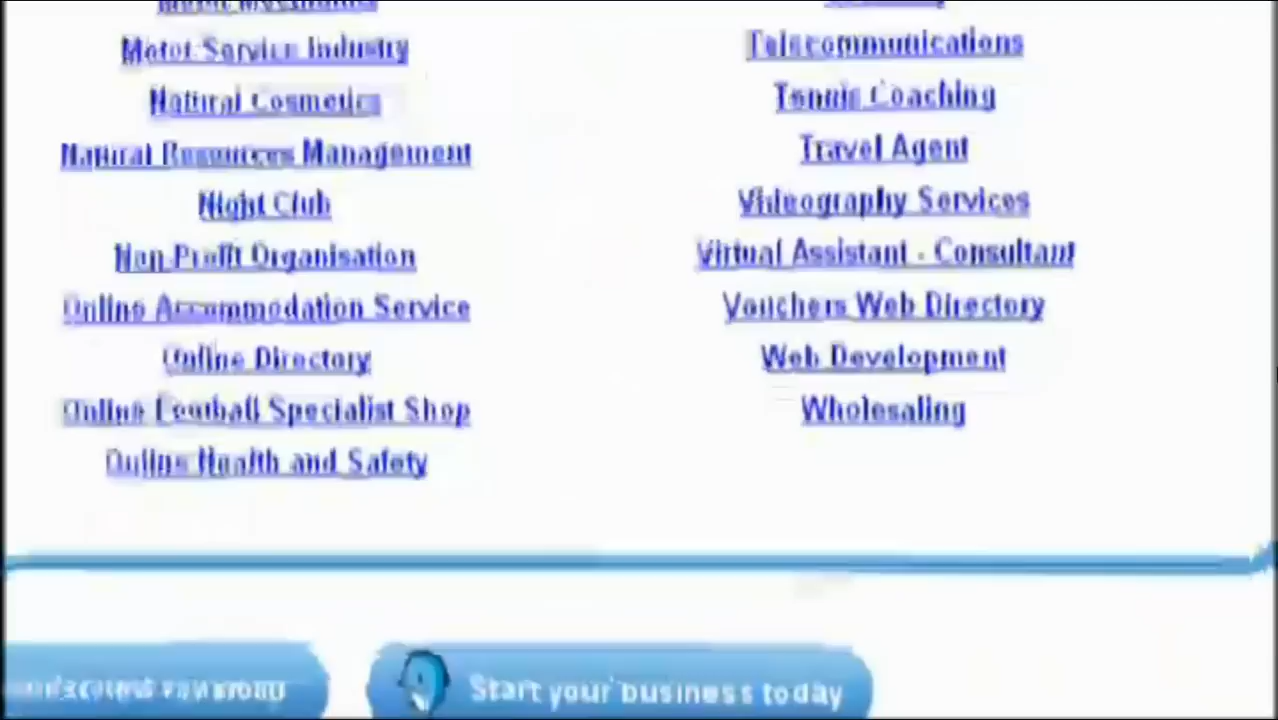 Motor Service Industry
Natural Cosmetics
Natural Resources Management
Night Club
Non Profit Organisation
Online Accommodation Service
Online Directory
Online Football Specialist Shop
Online Health and Safety
Telecommunications
Tennis Coaching
Travel Agent
Videography Services
Virtual Assistant - Consultant
Vouchers Web Directory
Web Development
Wholesaling
Start your business today